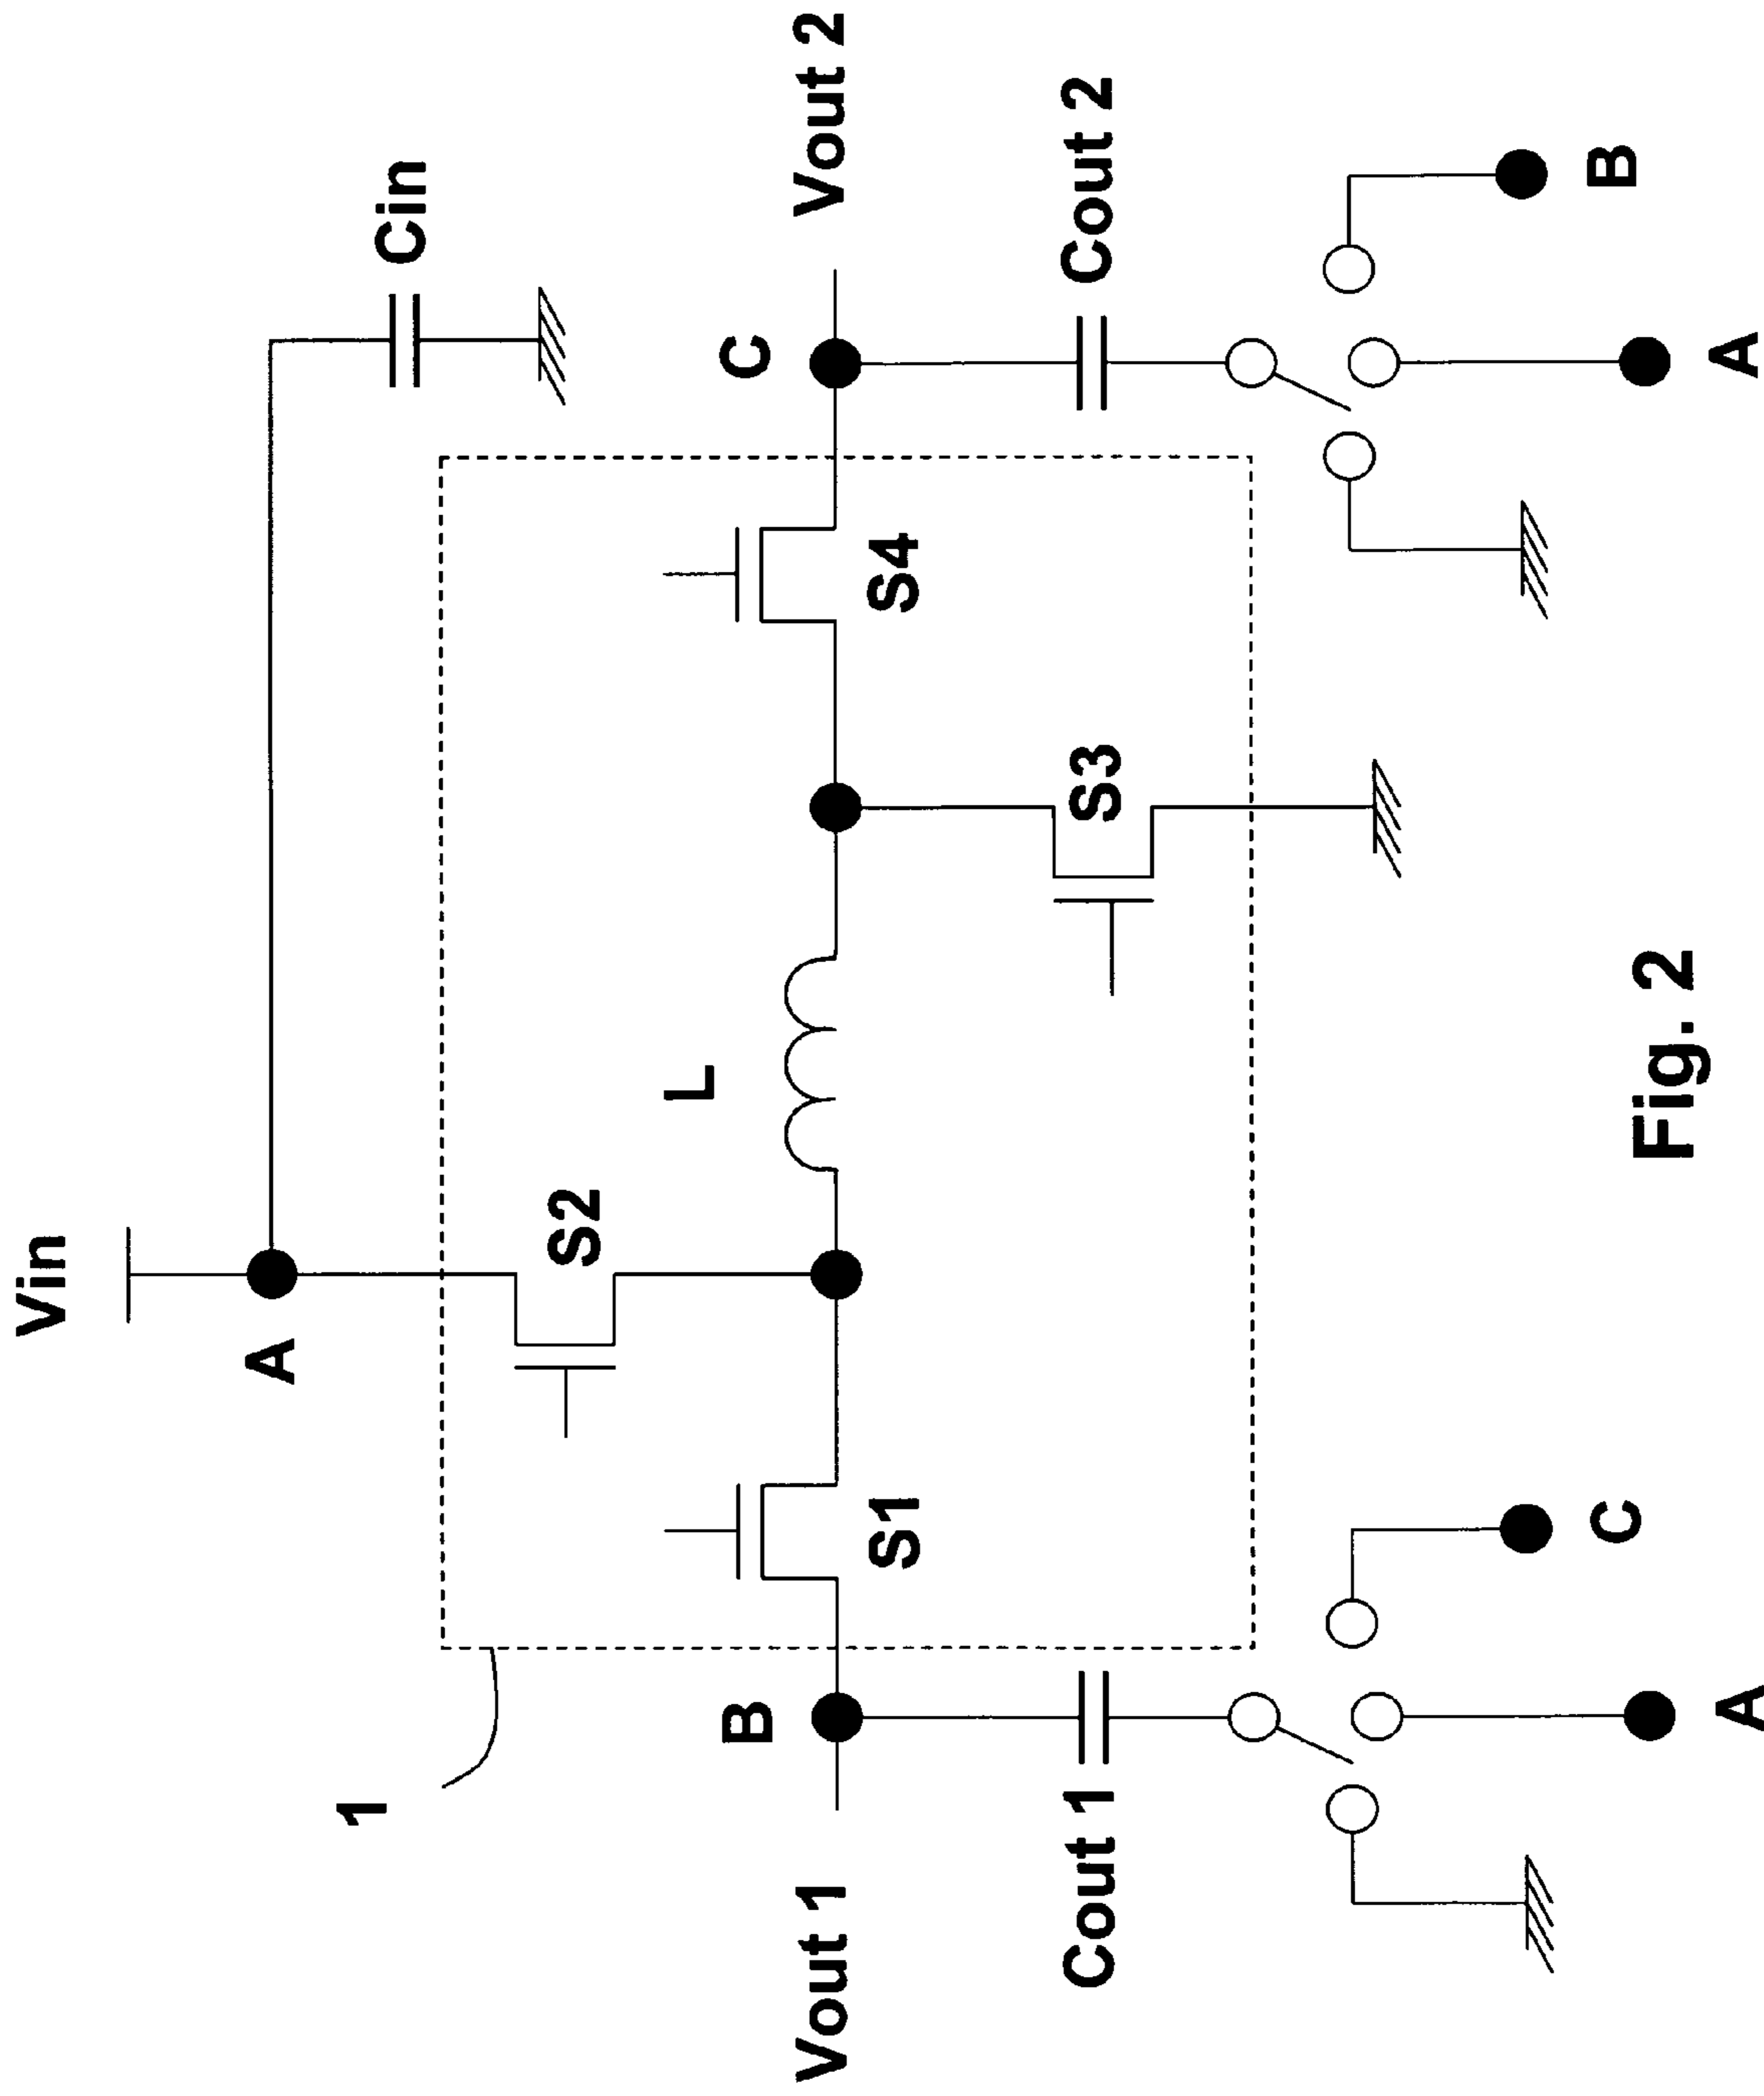 Vin
A
1
Cin
S2
L
B
C
Vout 1
Vout 2
S1
S4
Cout 1
S3
Cout 2
C
B
Fig. 2
A
A